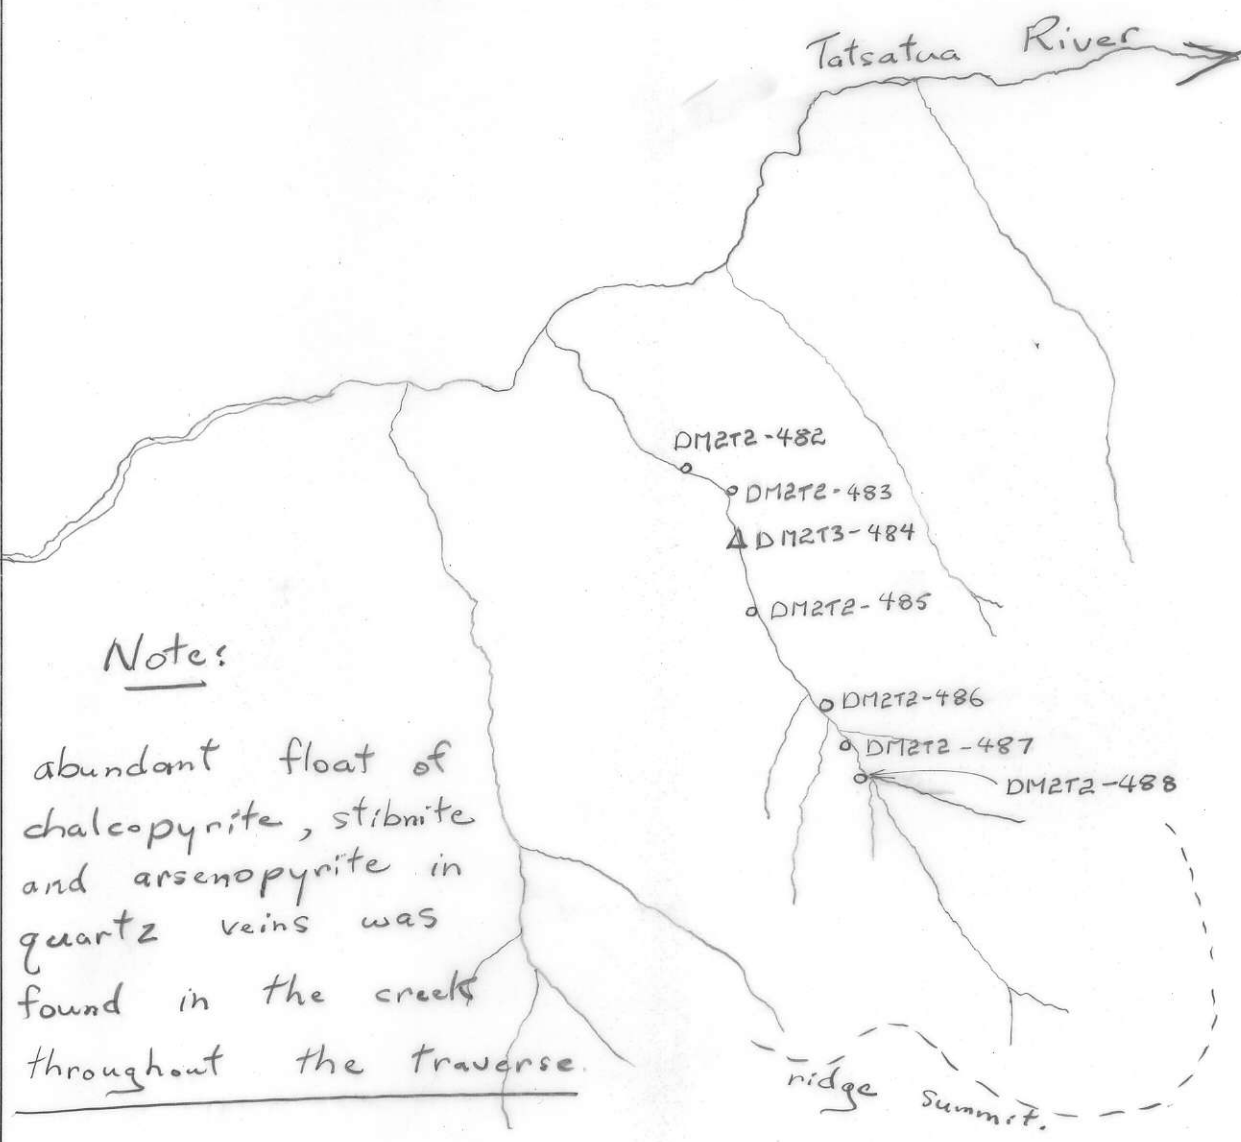 Tatsatua River
DM2T2-482
DM2T2-483
DM2T3-484
DM2T2-485
DM2T2-486
DM2T2-487
DM2T2-488
Note:
abundant float of
chalcopyrite, stibnite
and arsenopyrite in
quartz veins was
found in the creek
throughout the traverse.
ridge summit.